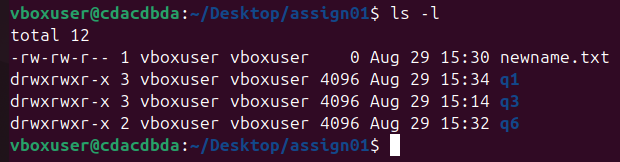 vboxuser@cdacdbda:~/Desktop/assign01$ ls -l
total 12
-rw-rw-r-- 1 vboxuser vboxuser    0 Aug 29 15:30 newname.txt
drwxrwxr-x 3 vboxuser vboxuser 4096 Aug 29 15:34 q1
drwxrwxr-x 3 vboxuser vboxuser 4096 Aug 29 15:14 q3
drwxrwxr-x 2 vboxuser vboxuser 4096 Aug 29 15:32 q6
vboxuser@cdacdbda:~/Desktop/assign01$